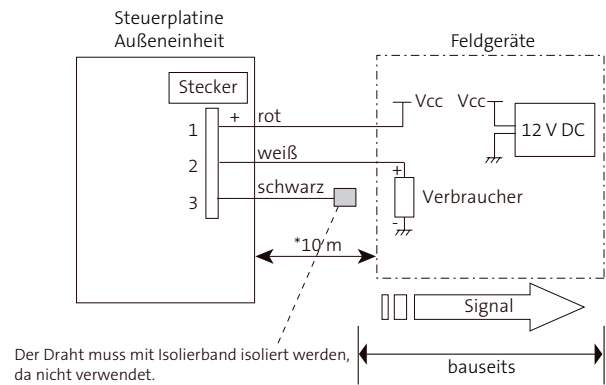 Steuerplatine
Außeneinheit
Feldgeräte
Stecker
+ rot
1
Vcc Vcc
12 V DC
weiß
2
+
schwarz
3
Verbraucher
-
*10 m
Signal
Der Draht muss mit Isolierband isoliert werden,
da nicht verwendet.
bauseits